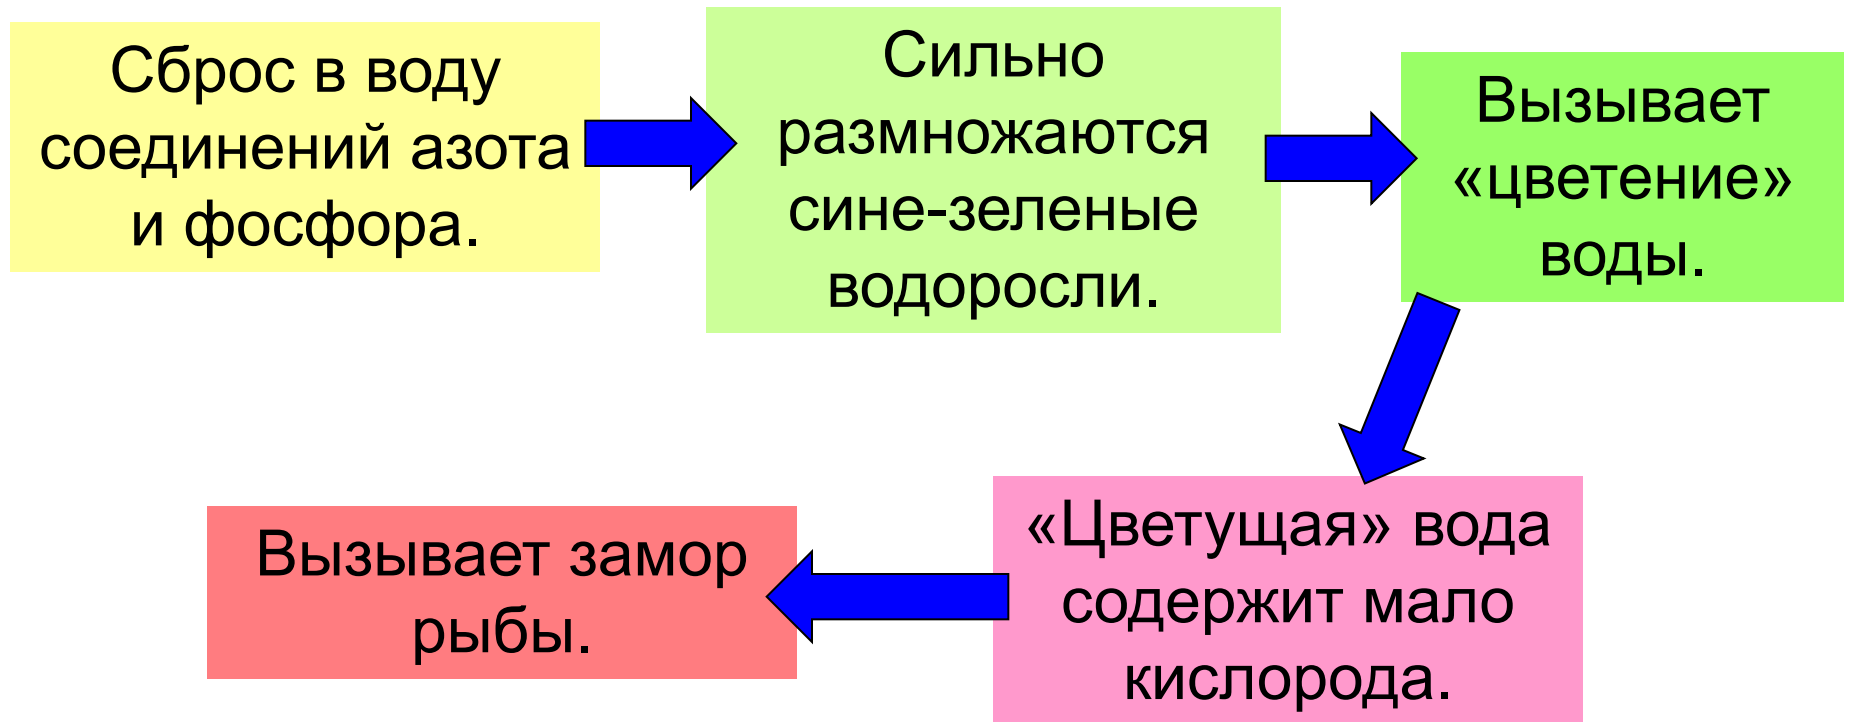 Сброс в воду
соединений азота
и фосфора.
Сильно
размножаются
сине-зеленые
водоросли.
Вызывает
«цветение»
воды.
«Цветущая» вода
содержит мало
кислорода.
Вызывает замор
рыбы.